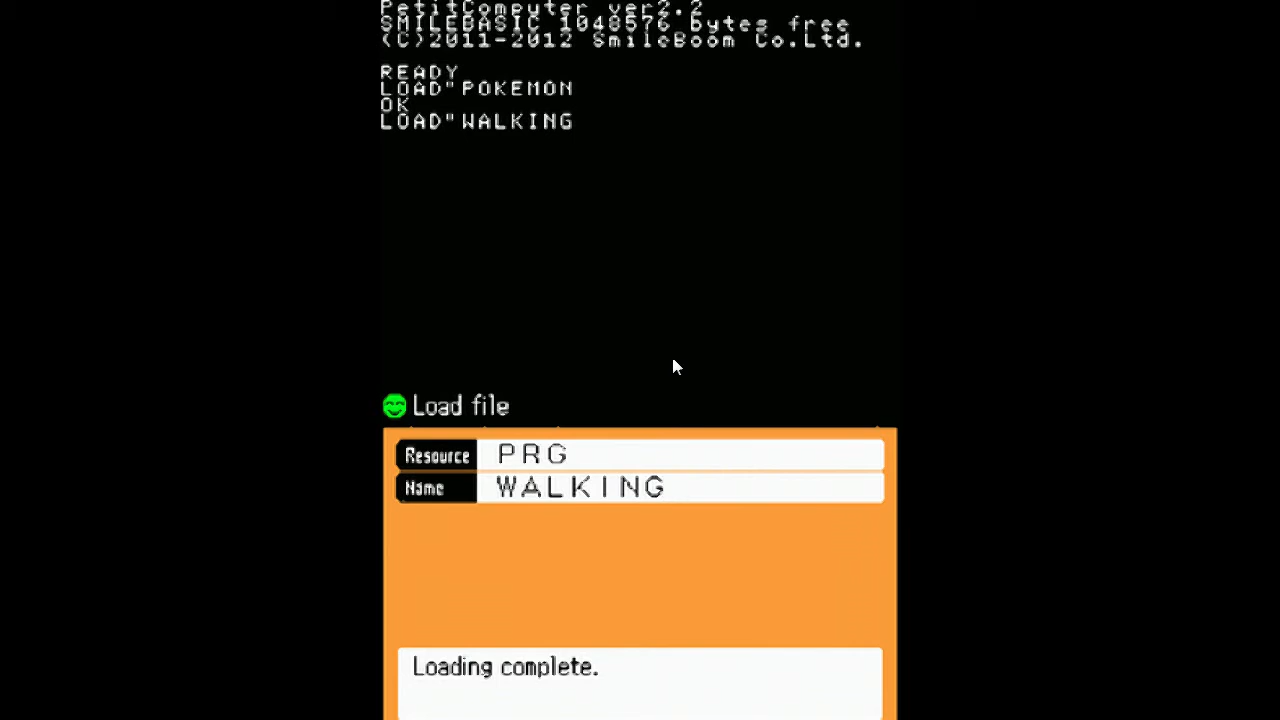 PetitComputer ver2.2
SMILEBASIC 1048576 bytes free
(C)2011-2012 SmileBoom Co.Ltd.
READY
LOAD"POKEMON
OK
LOAD"WALKING
Load file
Resource PRG
Name WALKING
Loading complete.